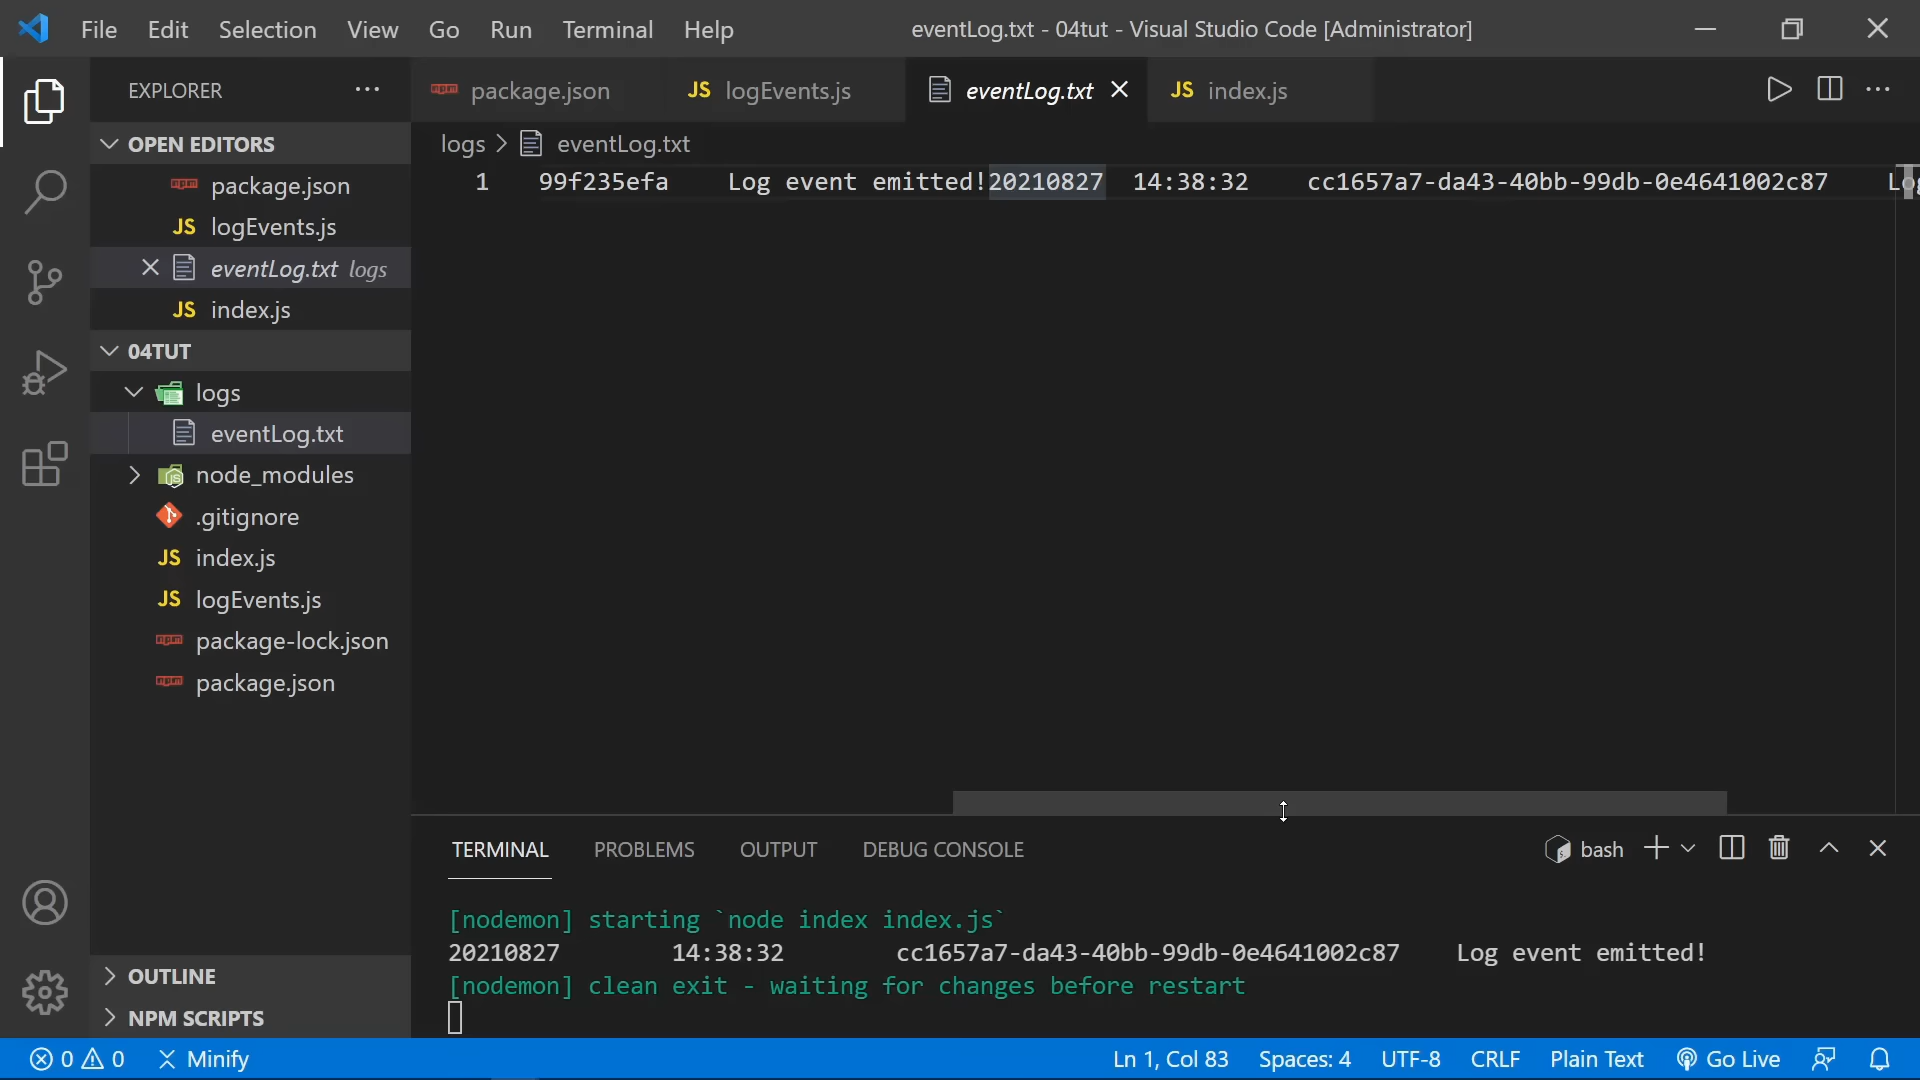 File Edit Selection View Go Run Terminal Help eventLog.txt - 04tut - Visual Studio Code [Administrator]
EXPLORER
package.json JS logEvents.js eventLog.txt JS index.js
OPEN EDITORS
package.json
JS logEvents.js
eventLog.txt logs
JS index.js
04TUT
logs
eventLog.txt
node_modules
.gitignore
JS index.js
JS logEvents.js
package-lock.json
package.json
OUTLINE
NPM SCRIPTS
logs > eventLog.txt
1 99f235efa Log event emitted!20210827 14:38:32 cc1657a7-da43-40bb-99db-0e4641002c87 Log
TERMINAL PROBLEMS OUTPUT DEBUG CONSOLE bash
[nodemon] starting `node index index.js`
20210827 14:38:32 cc1657a7-da43-40bb-99db-0e4641002c87 Log event emitted!
[nodemon] clean exit - waiting for changes before restart
0 0 Minify Ln 1, Col 83 Spaces: 4 UTF-8 CRLF Plain Text Go Live